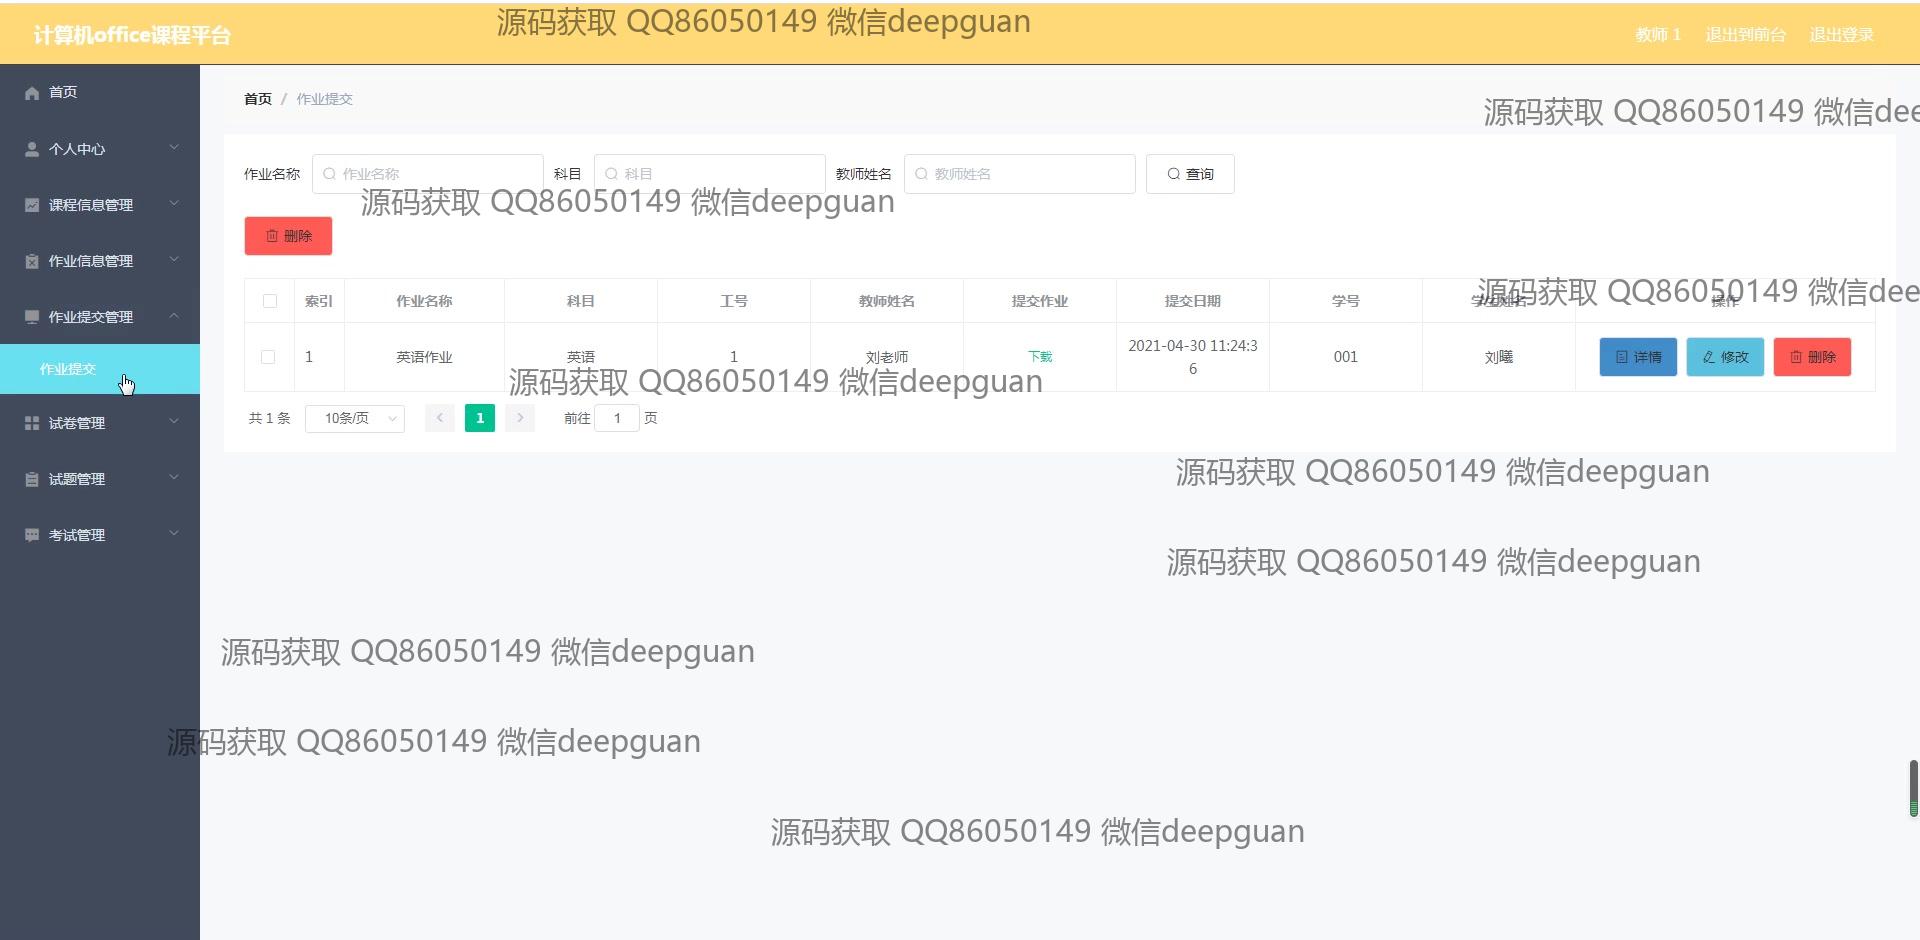 源码获取 QQ86050149 微信deepguan
计算机office课程平台
教师 1 退出到前台 退出登录
首页
个人中心
课程信息管理
作业信息管理
作业提交管理
作业提交
试卷管理
试题管理
考试管理
首页 / 作业提交
源码获取 QQ86050149 微信dee
作业名称 作业名称 科目 科目 教师姓名 教师姓名 查询
源码获取 QQ86050149 微信deepguan
删除
索引 作业名称 科目 工号 教师姓名 提交作业 提交日期 学号 学生姓名 操作
源码获取 QQ86050149 微信dee
1 英语作业 英语 1 刘老师 下载 2021-04-30 11:24:3
6 001 刘曦 详情 修改 删除
源码获取 QQ86050149 微信deepguan
共 1 条 10条/页 1 前往 1 页
源码获取 QQ86050149 微信deepguan
源码获取 QQ86050149 微信deepguan
源码获取 QQ86050149 微信deepguan
源码获取 QQ86050149 微信deepguan
源码获取 QQ86050149 微信deepguan